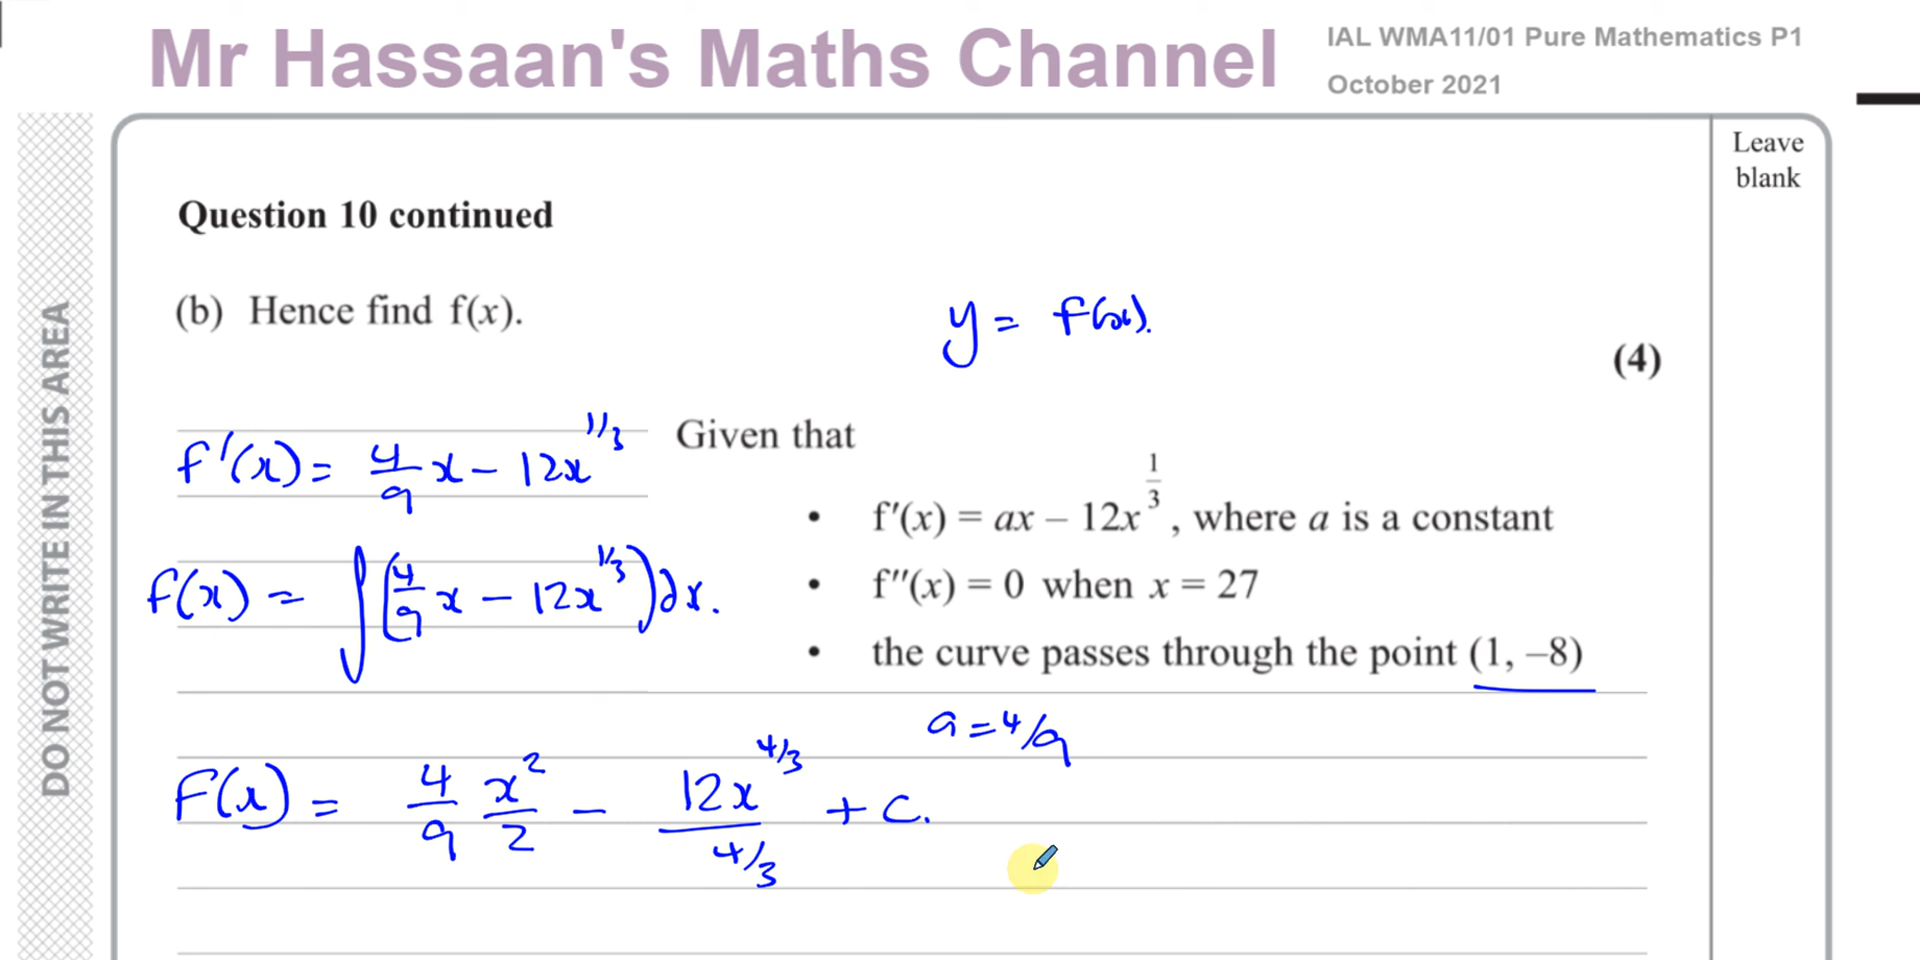 Mr Hassaan's Maths Channel
IAL WMA11/01 Pure Mathematics P1
October 2021
Leave
blank
DO NOT WRITE IN THIS AREA
Question 10 continued
(b) Hence find f(x).
y = f(x).
(4)
f'(x) = 4/9 x - 12x^1/3
Given that
• f′(x) = ax – 12x^1/3, where a is a constant
f(x) = ∫(4/9 x - 12x^1/3)dx.
• f″(x) = 0 when x = 27
• the curve passes through the point (1, –8)
a = 4/9
f(x) = 4/9 x^2/2 - 12x^4/3 / 4/3 + c.